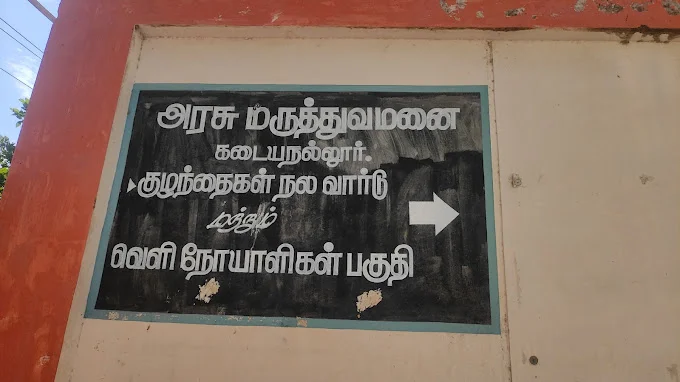 அரசு மருத்துவமனை
கடையநல்லூர்.
குழந்தைகள் நல வார்டு
மற்றும்
வெளி நோயாளிகள் பகுதி